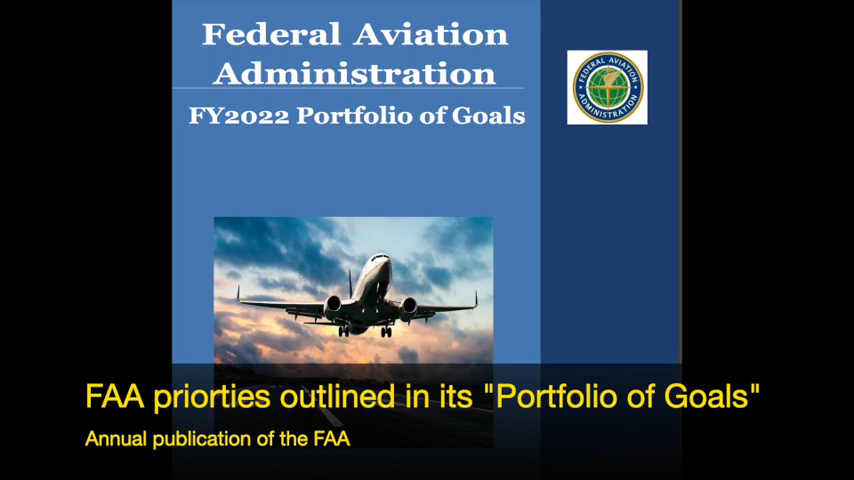 Federal Aviation
Administration
FY2022 Portfolio of Goals
FEDERAL AVIATION
ADMINISTRATION
FAA priorties outlined in its "Portfolio of Goals"
Annual publication of the FAA